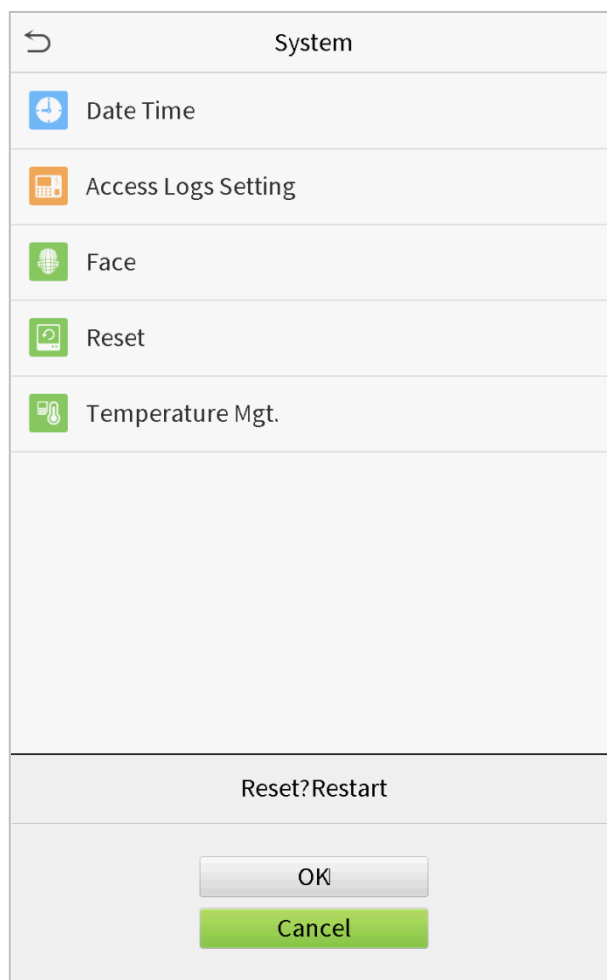 System
Date Time
Access Logs Setting
Face
Reset
Temperature Mgt.
Reset?Restart
OK
Cancel